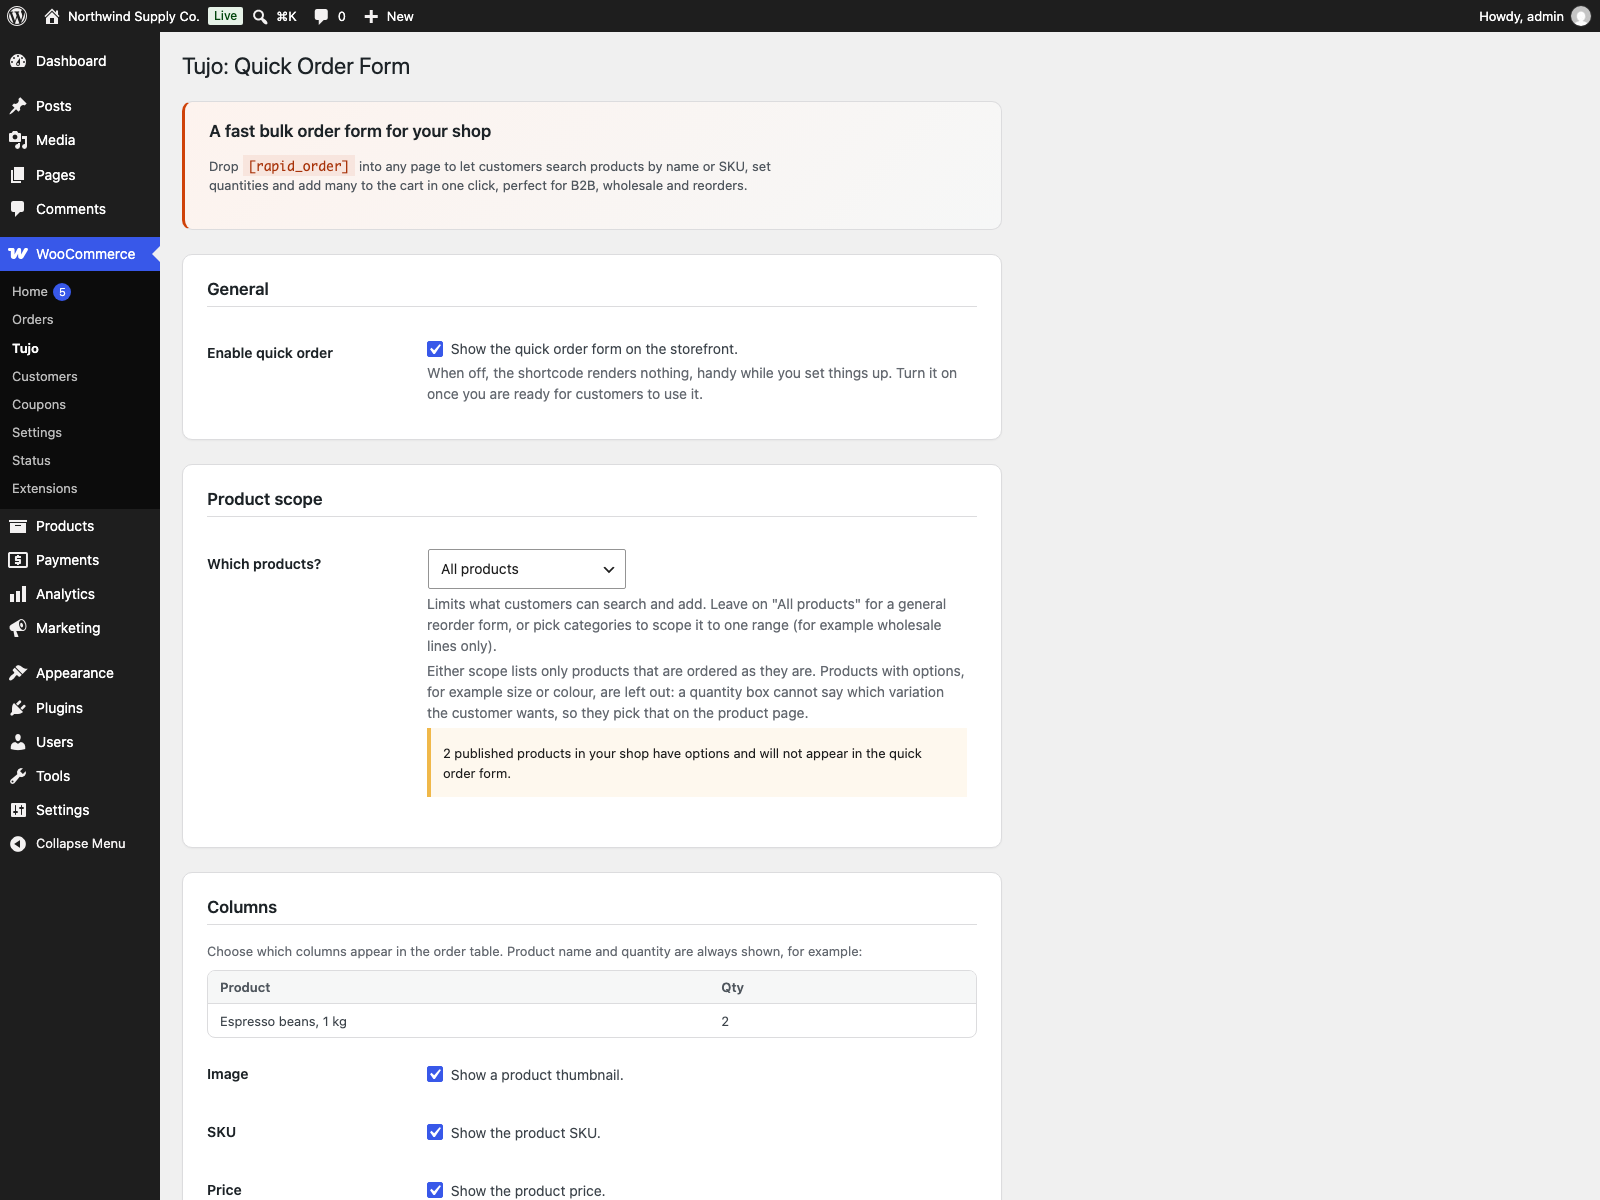 Northwind Supply Co. Live ⌘K 0 New Howdy, admin
Dashboard
Posts
Media
Pages
Comments
WooCommerce
Home 5
Orders
Tujo
Customers
Coupons
Settings
Status
Extensions
Products
Payments
Analytics
Marketing
Appearance
Plugins
Users
Tools
Settings
Collapse Menu
Tujo: Quick Order Form
A fast bulk order form for your shop
Drop [rapid_order] into any page to let customers search products by name or SKU, set
quantities and add many to the cart in one click, perfect for B2B, wholesale and reorders.
General
Enable quick order
Show the quick order form on the storefront.
When off, the shortcode renders nothing, handy while you set things up. Turn it on
once you are ready for customers to use it.
Product scope
Which products?
All products
Limits what customers can search and add. Leave on "All products" for a general
reorder form, or pick categories to scope it to one range (for example wholesale
lines only).
Either scope lists only products that are ordered as they are. Products with options,
for example size or colour, are left out: a quantity box cannot say which variation
the customer wants, so they pick that on the product page.
2 published products in your shop have options and will not appear in the quick
order form.
Columns
Choose which columns appear in the order table. Product name and quantity are always shown, for example:
Product Qty
Espresso beans, 1 kg 2
Image Show a product thumbnail.
SKU Show the product SKU.
Price Show the product price.